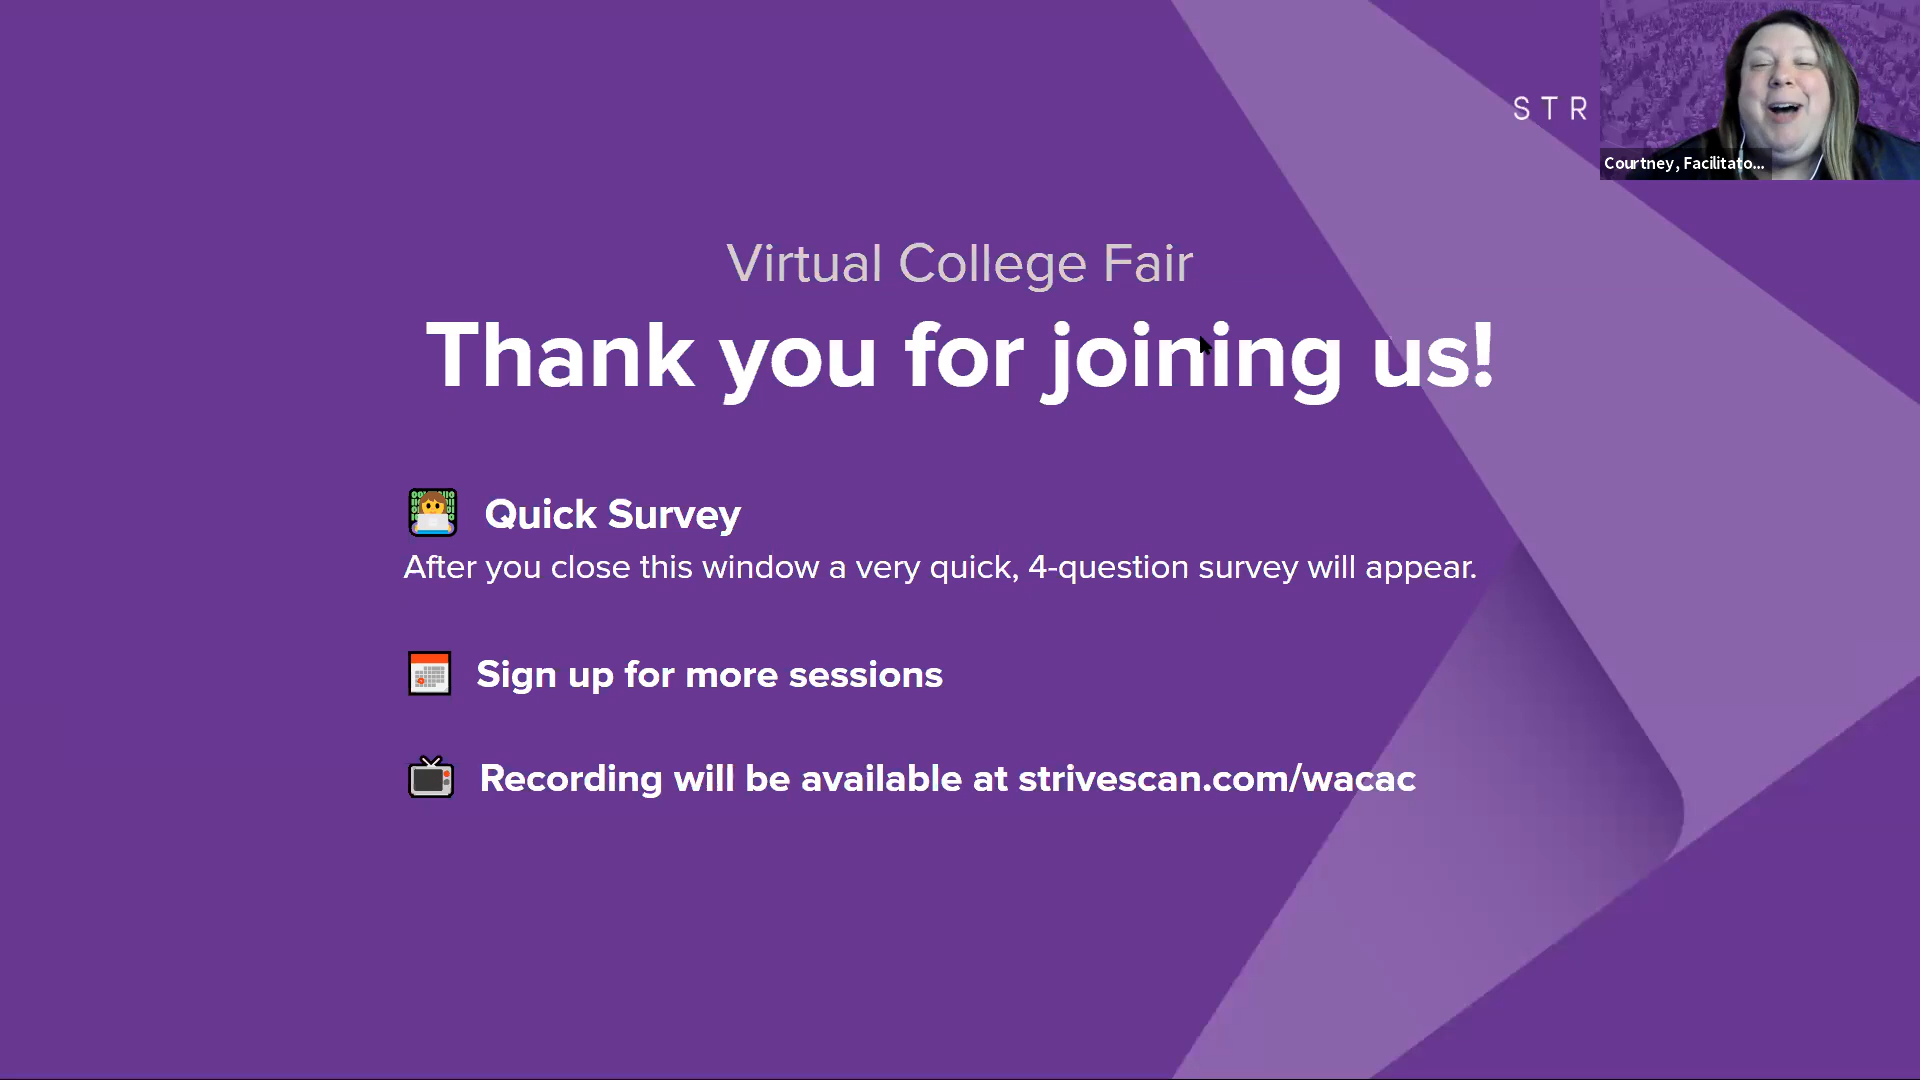 STR
Courtney, Facilitato...
Virtual College Fair
Thank you for joining us!
Quick Survey
After you close this window a very quick, 4-question survey will appear.
Sign up for more sessions
Recording will be available at strivescan.com/wacac